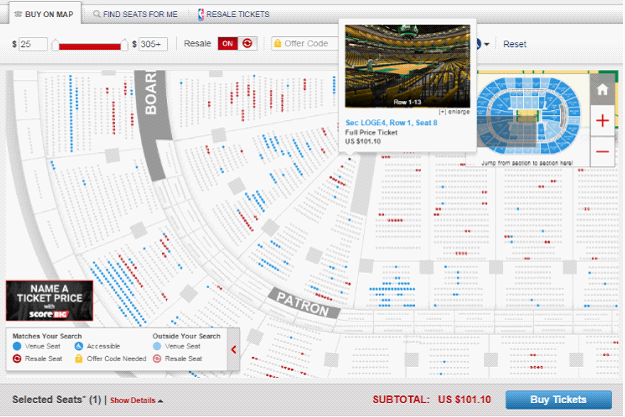 BUY ON MAP
FIND SEATS FOR ME
RESALE TICKETS
$ 25
$ 305+
Resale ON
Offer Code
Reset
Row 1-13
[+] enlarge
Sec LOGE4, Row 1, Seat 8
Full Price Ticket
US $101.10
Jump from section to section here!
BOAR
PATRON
NAME A
TICKET PRICE
with
SCOREBIG
Matches Your Search
Outside Your Search
Venue Seat
Accessible
Venue Seat
Resale Seat
Offer Code Needed
Resale Seat
Selected Seats* (1) | Show Details
SUBTOTAL: US $101.10
Buy Tickets